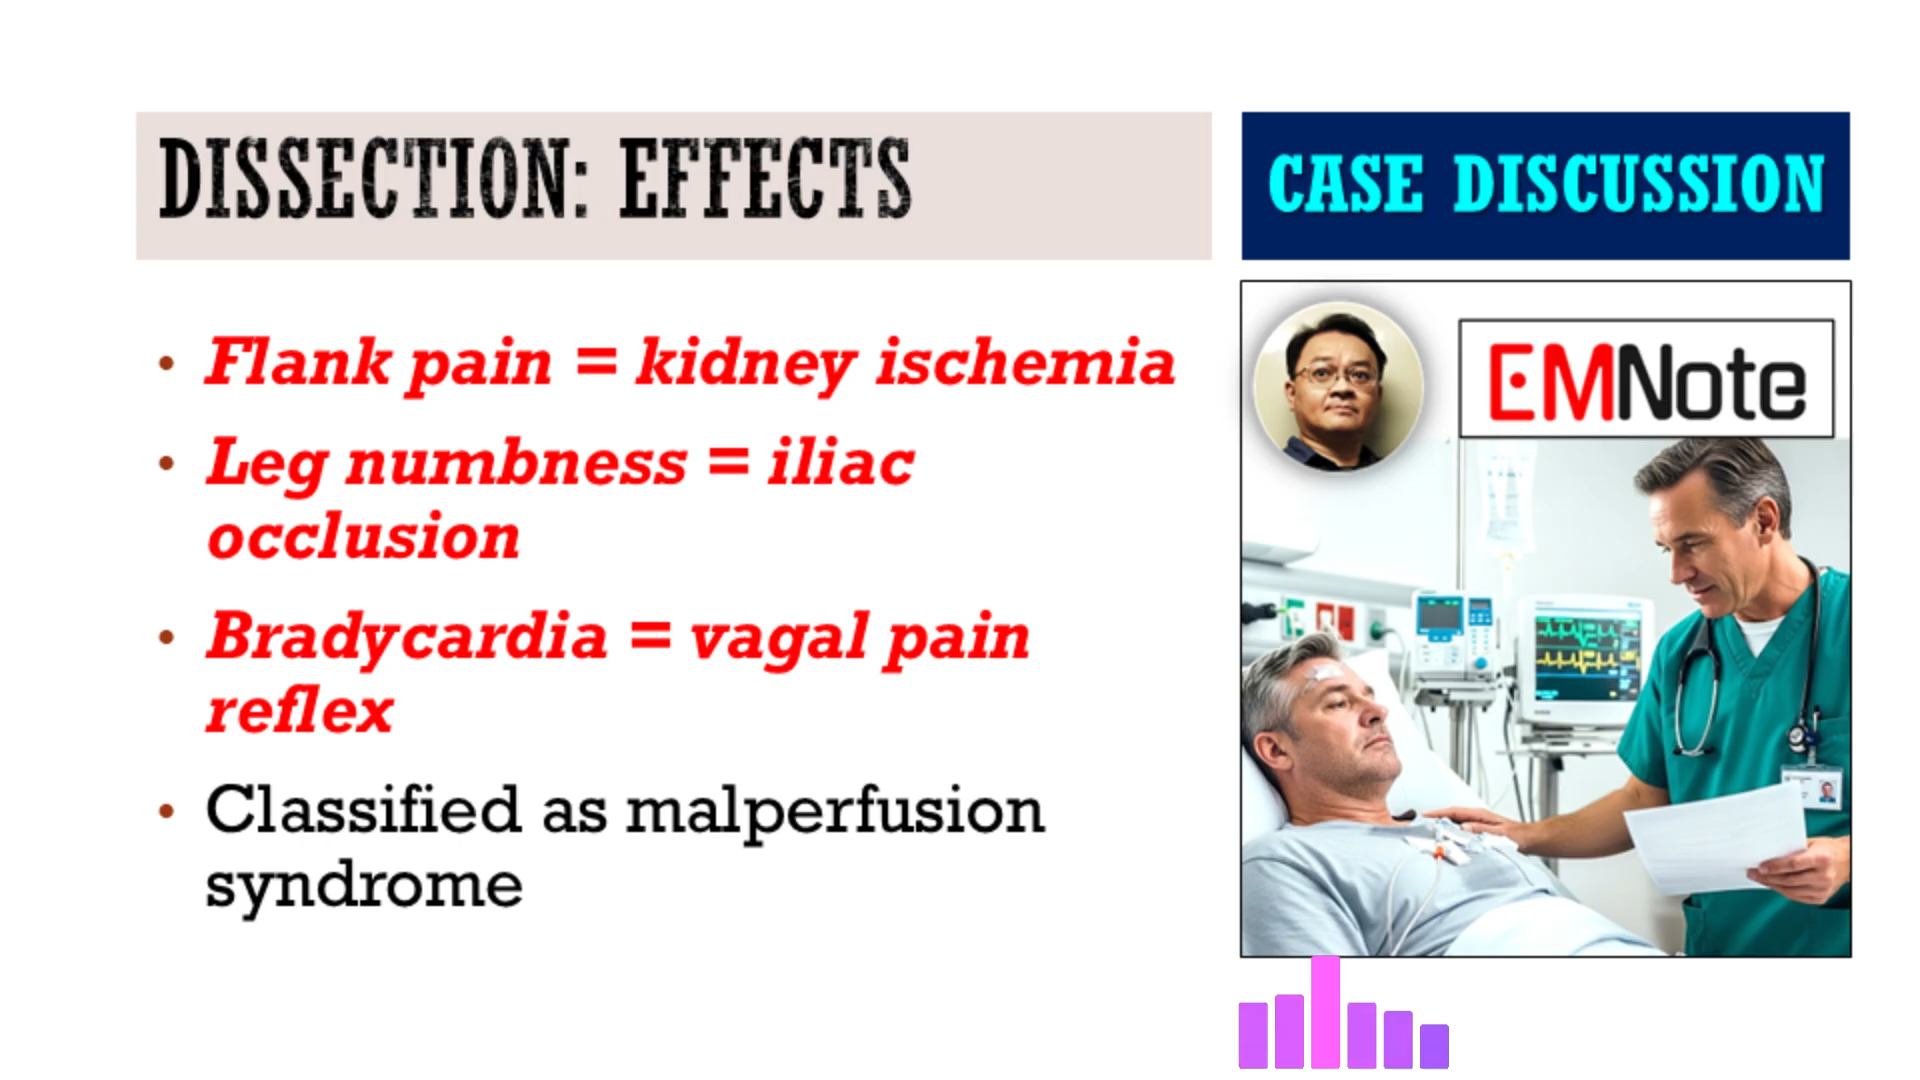 DISSECTION: EFFECTS
CASE DISCUSSION
• Flank pain = kidney ischemia
• Leg numbness = iliac
occlusion
• Bradycardia = vagal pain
reflex
• Classified as malperfusion
syndrome
EMNote